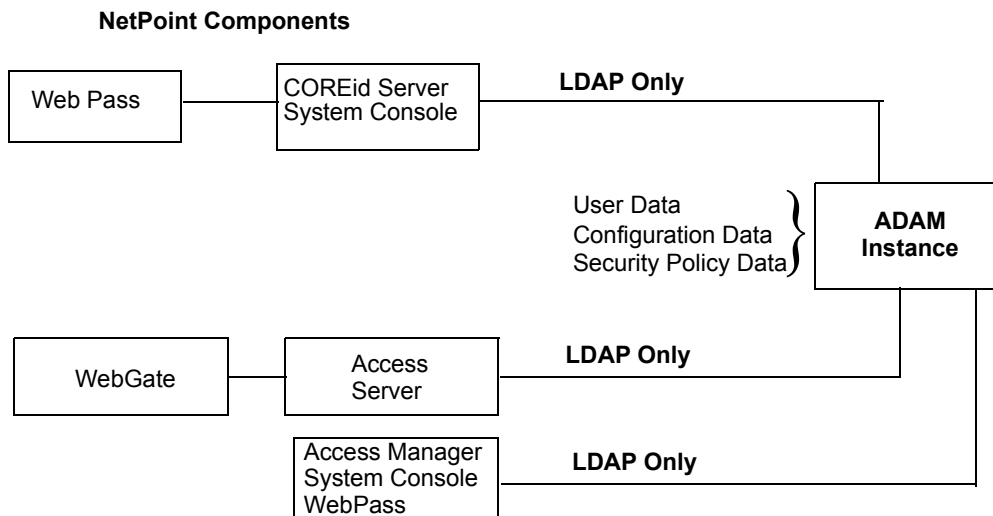 NetPoint Components
Web Pass
COREid Server
System Console
LDAP Only
User Data
Configuration Data
Security Policy Data
ADAM
Instance
WebGate
Access
Server
LDAP Only
Access Manager
System Console
WebPass
LDAP Only